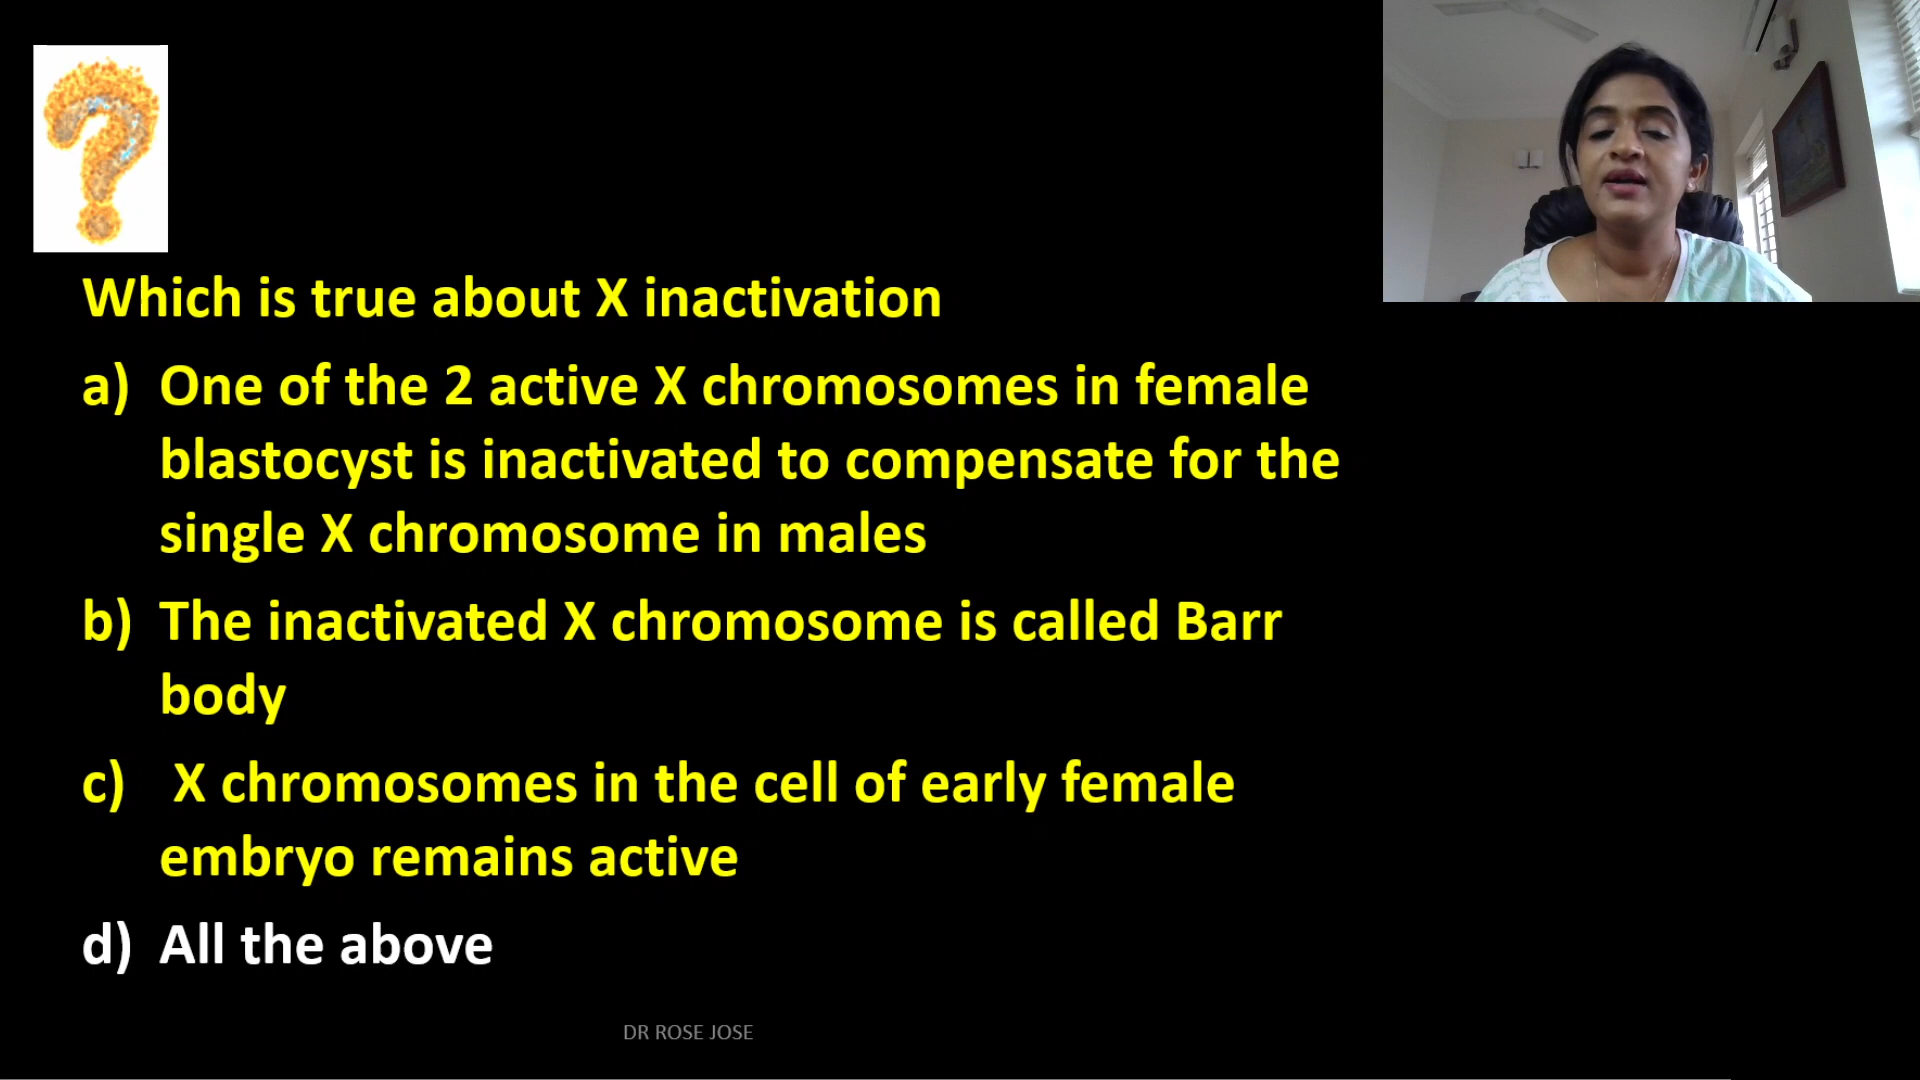 Which is true about X inactivation
a) One of the 2 active X chromosomes in female
blastocyst is inactivated to compensate for the
single X chromosome in males
b) The inactivated X chromosome is called Barr
body
c) X chromosomes in the cell of early female
embryo remains active
d) All the above
DR ROSE JOSE